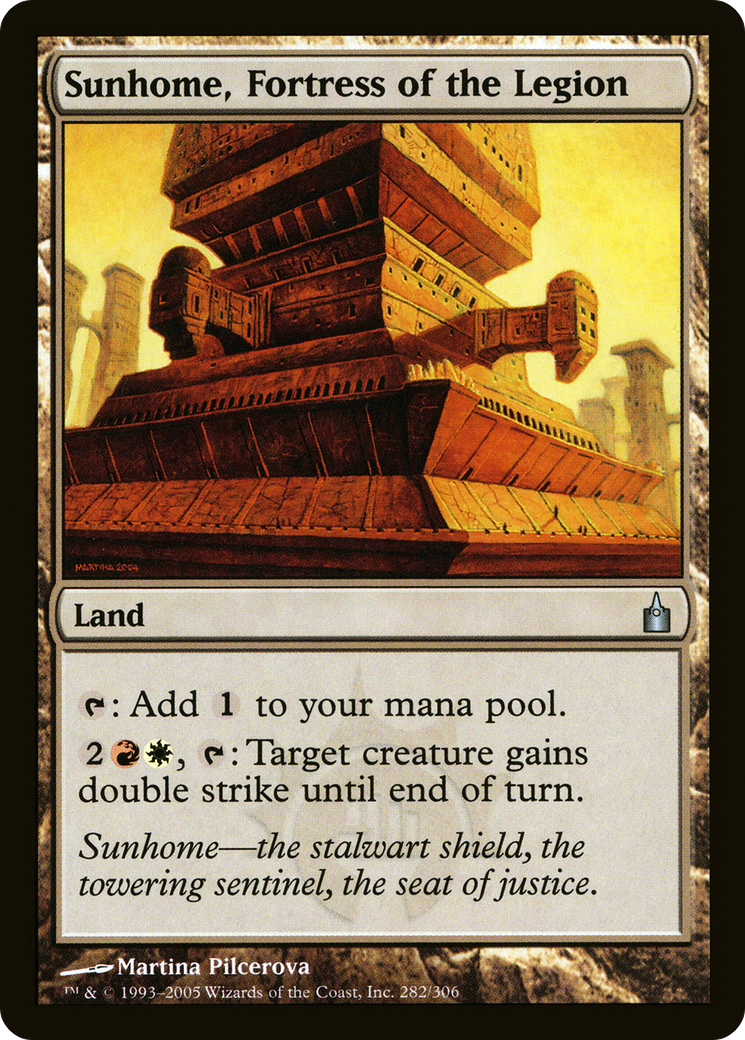 Sunhome, Fortress of the Legion
MARTINA 2004
Land
: Add 1 to your mana pool.
2, : Target creature gains
double strike until end of turn.
Sunhome—the stalwart shield, the
towering sentinel, the seat of justice.
Martina Pilcerova
™ & © 1993–2005 Wizards of the Coast, Inc. 282/306